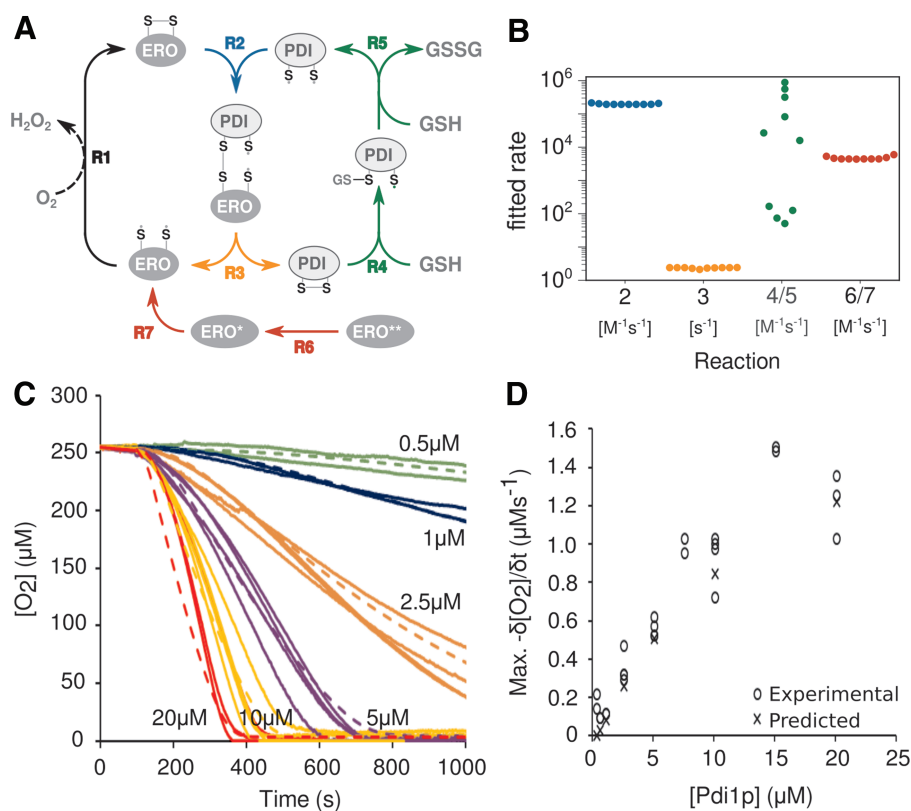 A
S S
ERO
R2
PDI
S S
R5
GSSG
H2O2
R1
O2
PDI
S S
S S
ERO
GSH
PDI
GS S S
S S
ERO
R3
PDI
S S
R4
GSH
R7
ERO*
R6
ERO**
B
fitted rate
10^6
10^4
10^2
10^0
2 3 4/5 6/7
[M⁻¹s⁻¹] [s⁻¹] [M⁻¹s⁻¹] [M⁻¹s⁻¹]
Reaction
C
[O2] (µM)
300
250
200
150
100
50
0
0.5µM
1µM
2.5µM
20µM 10µM 5µM
0 200 400 600 800 1000
Time (s)
D
Max. -δ[O2]/δt (µMs⁻¹)
1.6
1.4
1.2
1.0
0.8
0.6
0.4
0.2
0
o Experimental
× Predicted
0 5 10 15 20 25
[Pdi1p] (µM)